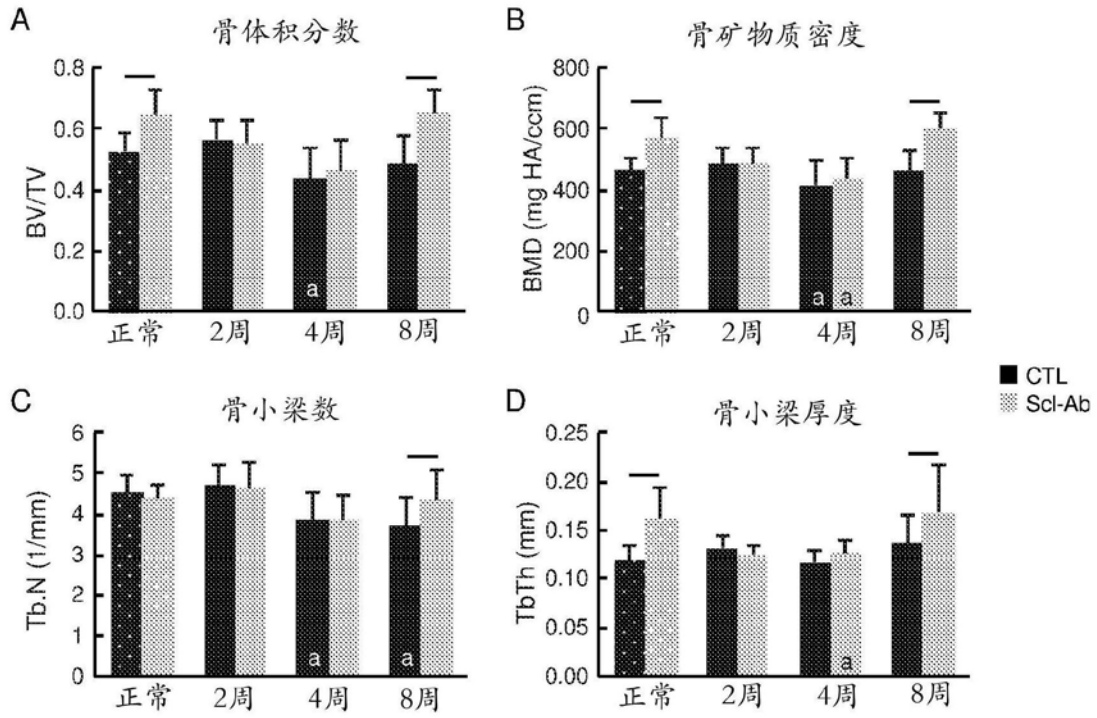 A
骨体积分数
BV/TV
0.8
0.6
0.4
0.2
0.0
a
正常
2周
4周
8周
B
骨矿物质密度
BMD (mg HA/ccm)
800
600
400
200
0
a
a
正常
2周
4周
8周
C
骨小梁数
Tb.N (1/mm)
6
5
4
3
2
1
0
a
a
正常
2周
4周
8周
D
骨小梁厚度
TbTh (mm)
0.25
0.20
0.15
0.10
0.05
0.00
a
正常
2周
4周
8周
CTL
Scl-Ab